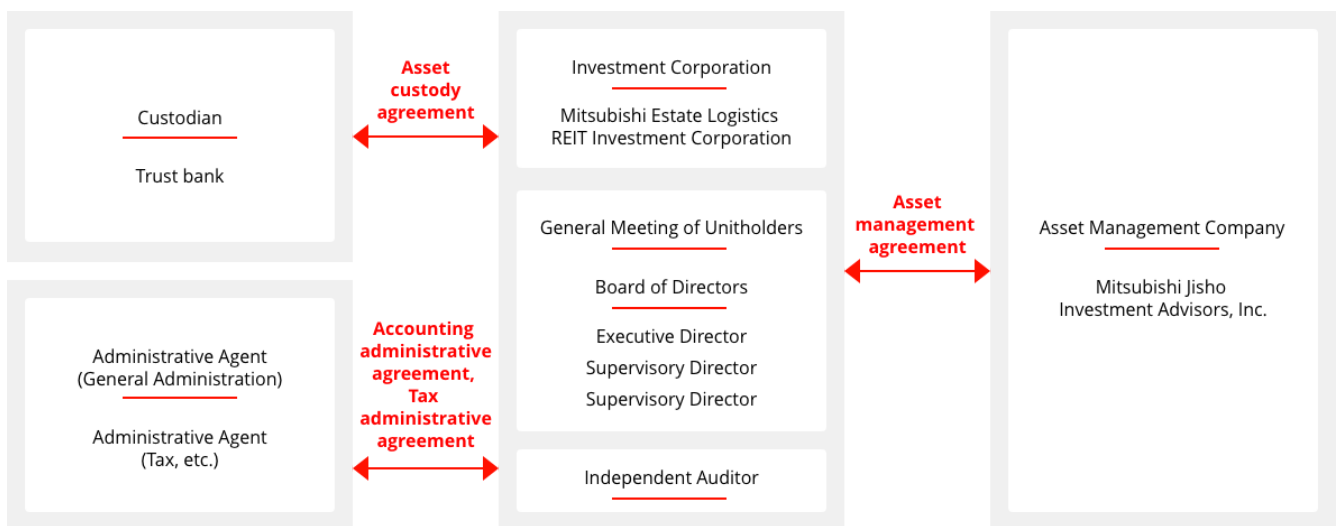 Custodian
Trust bank
Administrative Agent
(General Administration)
Administrative Agent
(Tax, etc.)
Asset
custody
agreement
Accounting
administrative
agreement,
Tax
administrative
agreement
Investment Corporation
Mitsubishi Estate Logistics
REIT Investment Corporation
General Meeting of Unitholders
Board of Directors
Executive Director
Supervisory Director
Supervisory Director
Independent Auditor
Asset
management
agreement
Asset Management Company
Mitsubishi Jisho
Investment Advisors, Inc.